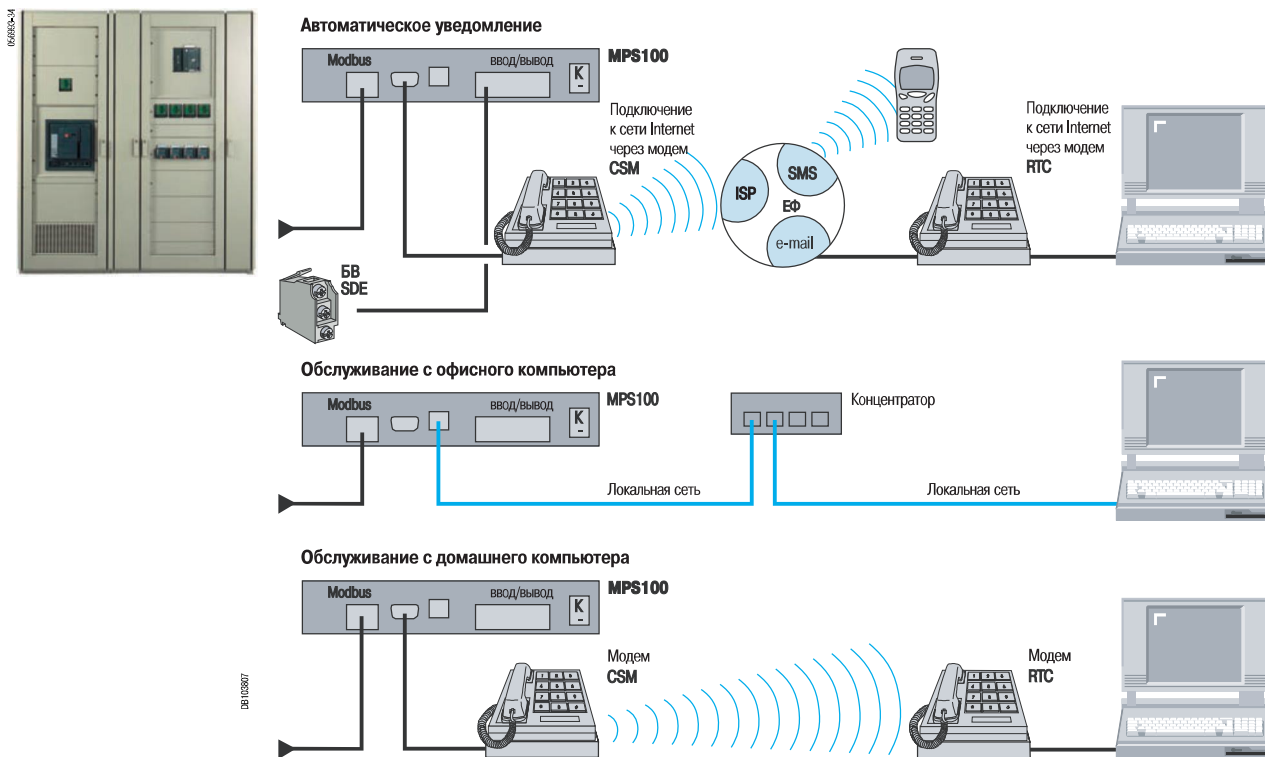 056993-34
Автоматическое уведомление
Modbus
ввод/вывод
K
-
MPS100
Подключение
к сети Internet
через модем
CSM
ISP
SMS
ЕФ
e-mail
Подключение
к сети Internet
через модем
RTC
БВ
SDE
Обслуживание с офисного компьютера
Modbus
ввод/вывод
K
-
MPS100
Концентратор
Локальная сеть
Локальная сеть
Обслуживание с домашнего компьютера
Modbus
ввод/вывод
K
-
MPS100
Модем
CSM
Модем
RTC
DB103807